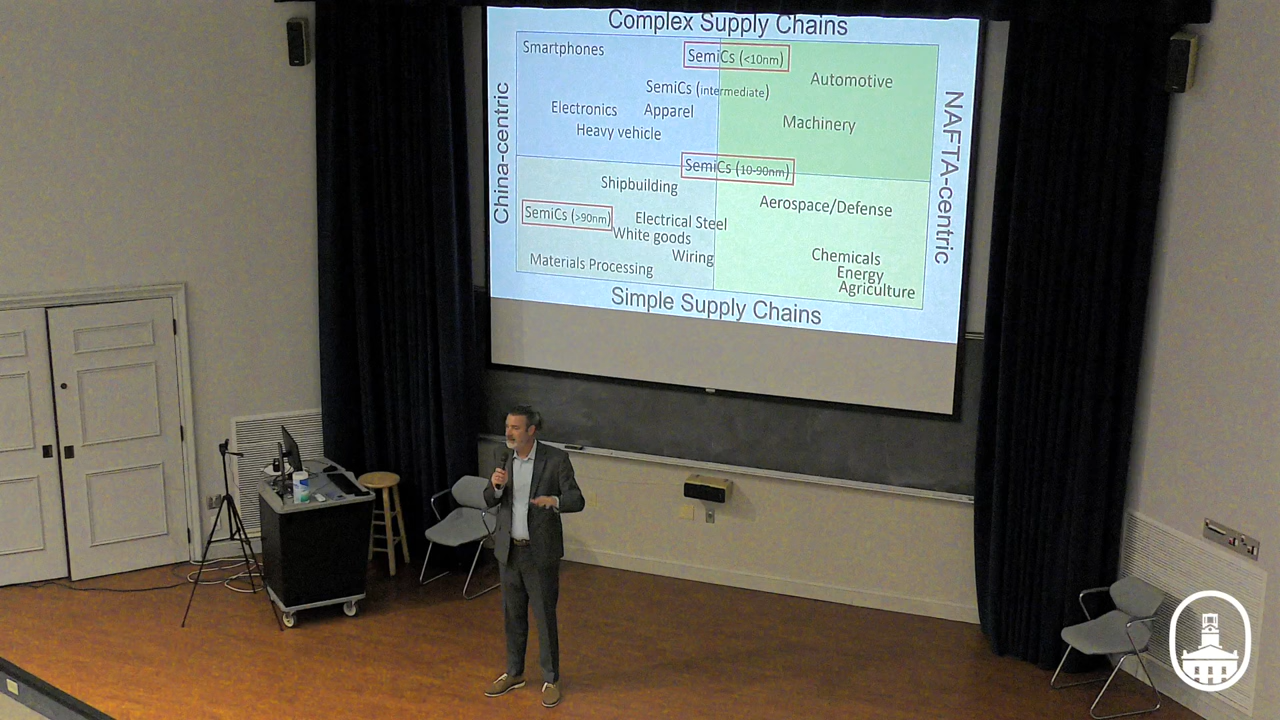 Complex Supply Chains
Smartphones
SemiCs (<10nm)
Automotive
SemiCs (intermediate)
Electronics
Apparel
Machinery
Heavy vehicle
China-centric
NAFTA-centric
SemiCs (10-90nm)
Shipbuilding
Aerospace/Defense
SemiCs (>90nm)
Electrical Steel
White goods
Wiring
Chemicals
Materials Processing
Energy
Agriculture
Simple Supply Chains